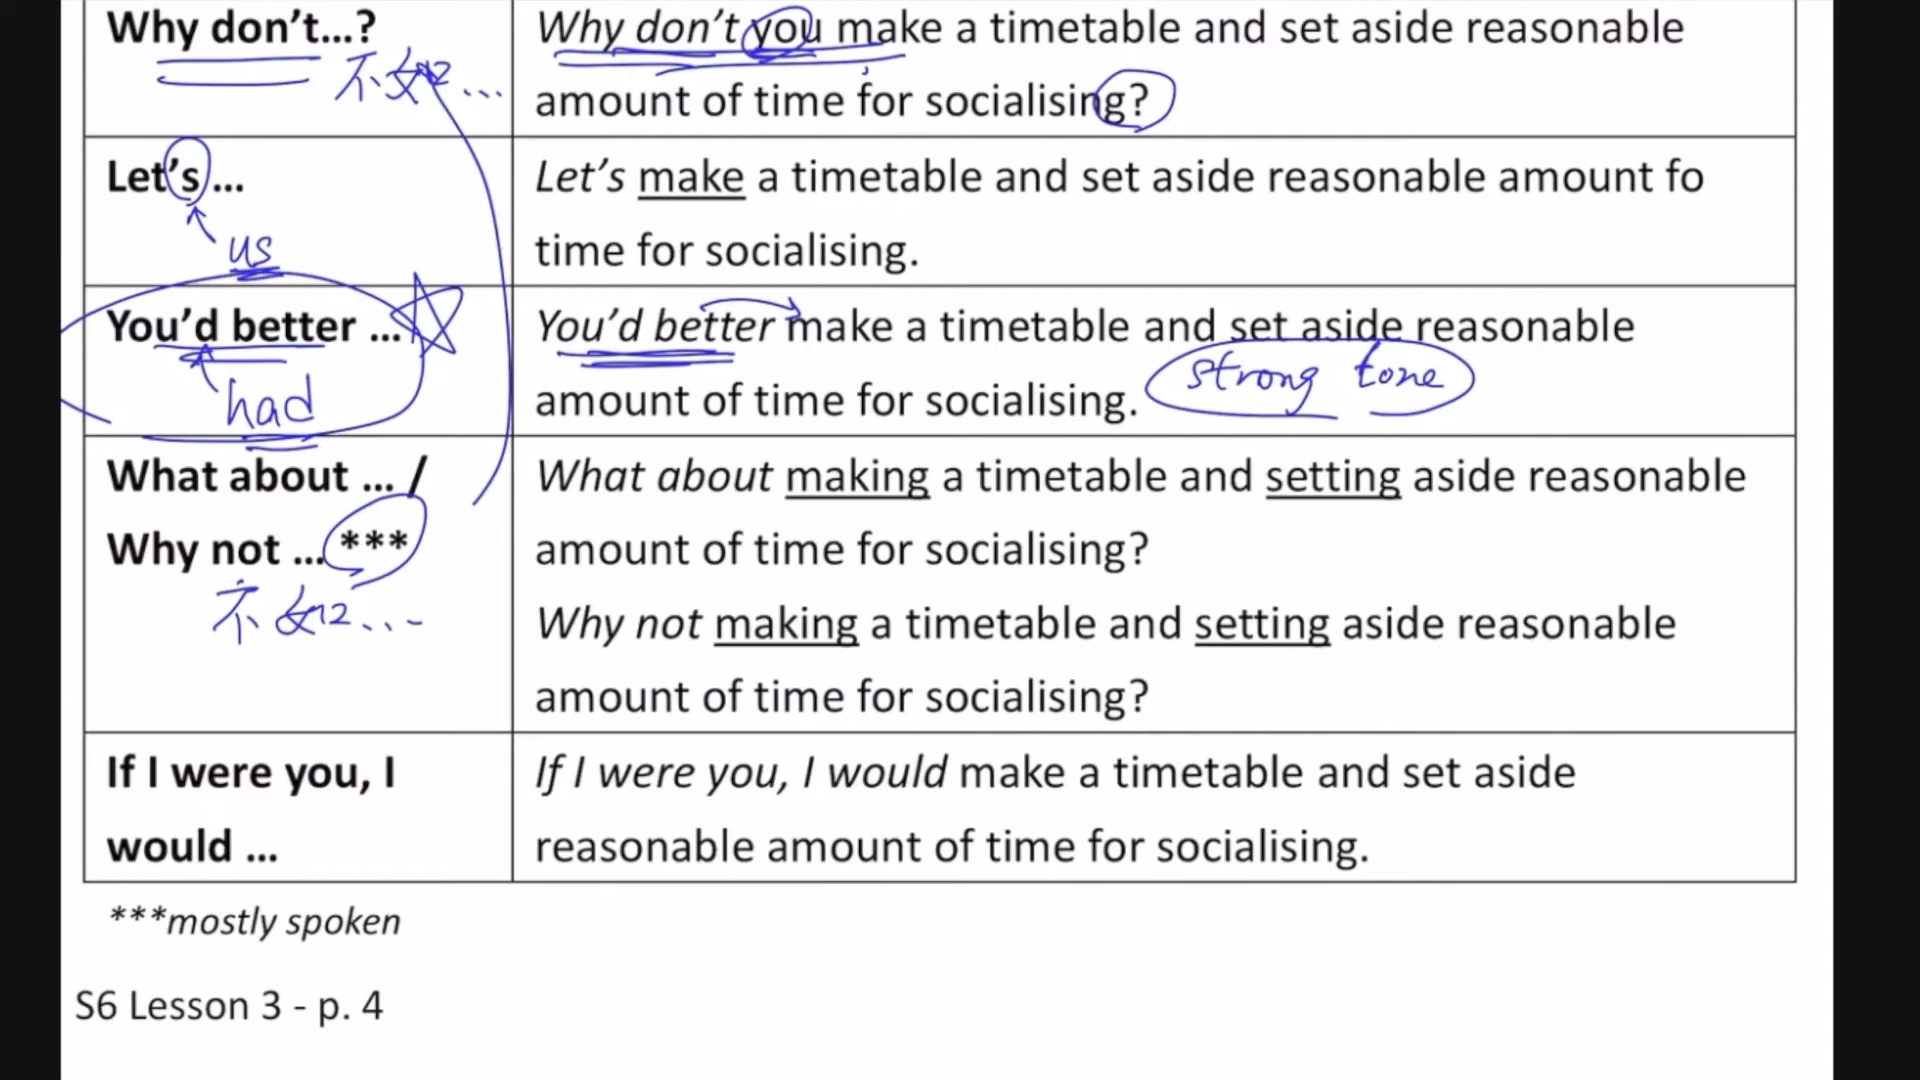 Why don’t…?
不如…
Why don’t you make a timetable and set aside reasonable
amount of time for socialising?
Let’s …
us
Let’s make a timetable and set aside reasonable amount fo
time for socialising.
You’d better …
had
You’d better make a timetable and set aside reasonable
amount of time for socialising.
strong tone
What about … /
Why not … ***
不如…
What about making a timetable and setting aside reasonable
amount of time for socialising?
Why not making a timetable and setting aside reasonable
amount of time for socialising?
If I were you, I
would …
If I were you, I would make a timetable and set aside
reasonable amount of time for socialising.
***mostly spoken
S6 Lesson 3 - p. 4